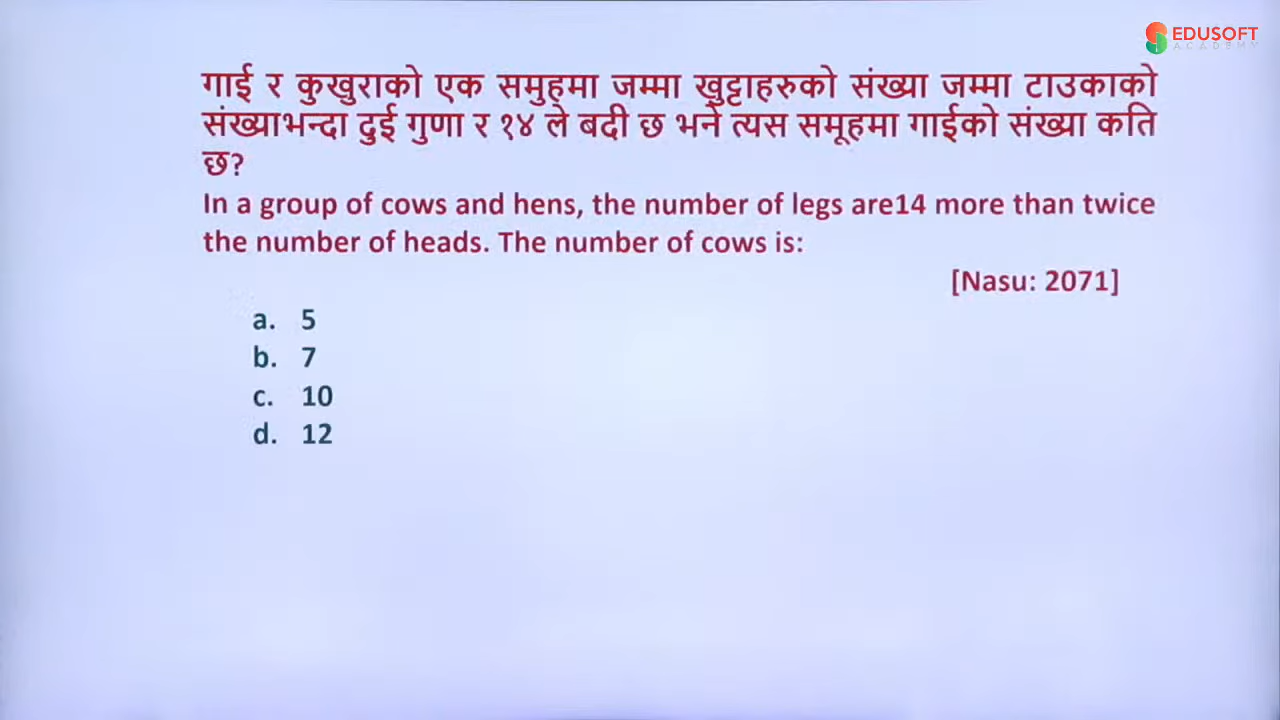 EDUSOFT
ACADEMY
गाई र कुखुराको एक समुहमा जम्मा खुट्टाहरुको संख्या जम्मा टाउकाको
संख्याभन्दा दुई गुणा र १४ ले बढी छ भने त्यस समूहमा गाईको संख्या कति
छ?
In a group of cows and hens, the number of legs are14 more than twice
the number of heads. The number of cows is:
[Nasu: 2071]
a. 5
b. 7
c. 10
d. 12